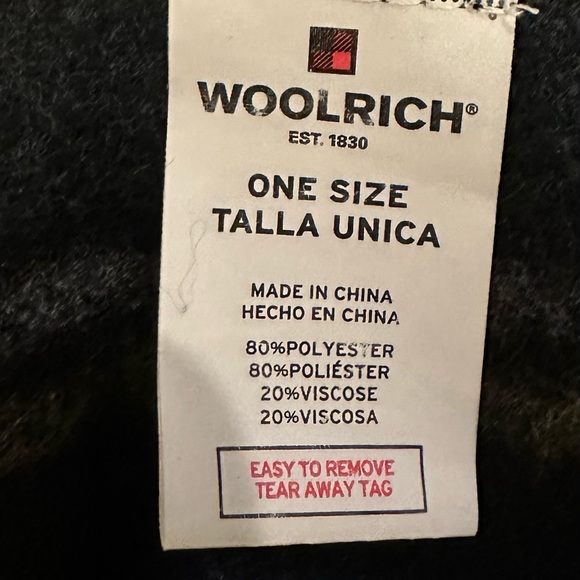 WOOLRICH®
EST. 1830
ONE SIZE
TALLA UNICA
MADE IN CHINA
HECHO EN CHINA
80%POLYESTER
80%POLIÉSTER
20%VISCOSE
20%VISCOSA
EASY TO REMOVE
TEAR AWAY TAG